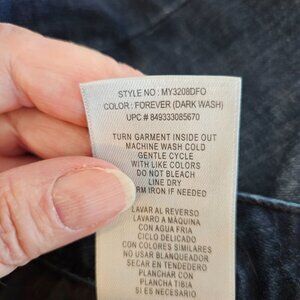 STYLE NO : MY3208DFO
COLOR : FOREVER (DARK WASH)
UPC # 849333085670
TURN GARMENT INSIDE OUT
MACHINE WASH COLD
GENTLE CYCLE
WITH LIKE COLORS
DO NOT BLEACH
LINE DRY
IRON IF NEEDED
LAVAR AL REVERSO
LAVARO A MÁQUINA
CON AGUA FRIA
CICLO DELICADO
CON COLORES SIMILARES
NO USAR BLANQUEADOR
SECAR EN TENDEDERO
PLANCHAR CON
PLANCHA TIBIA
SI ES NECESARIO